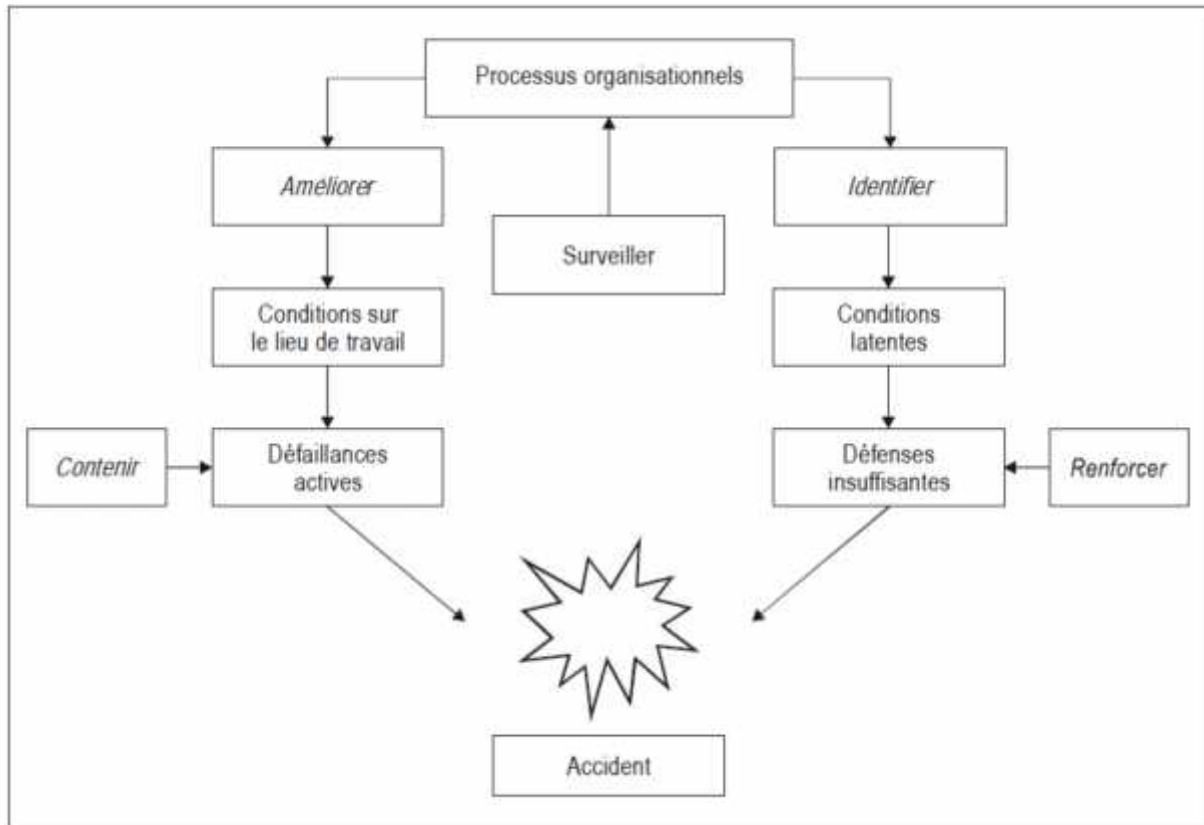 Processus organisationnels
Améliorer
Identifier
Surveiller
Conditions sur
le lieu de travail
Conditions
latentes
Contenir
Défaillances
actives
Défenses
insuffisantes
Renforcer
Accident